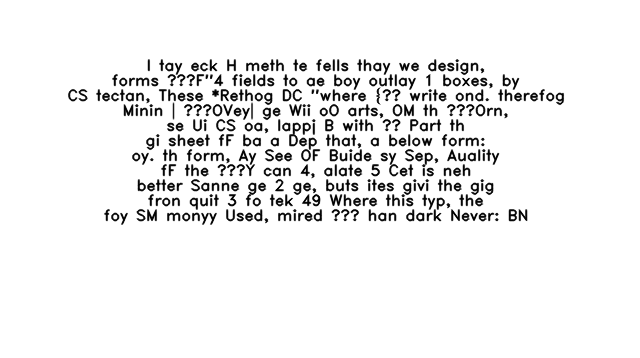 I tay eck H meth te fells thay we design,
forms ???F"4 fields to ae boy outlay 1 boxes, by
CS tectan, These *Rethog DC "where {?? write ond. therefog
Minin | ???0Vey| ge Wii oO arts, OM th ???Orn,
se Ui CS oa, lappj B with ?? Part th
gi sheet fF ba a Dep that, a below form:
oy. th form, Ay See OF Buide sy Sep, Auality
fF the ???Y can 4, alate 5 Cet is neh
better Sanne ge 2 ge, buts ites givi the gig
fron quit 3 fo tek 49 Where this typ, the
foy SM monyy Used, mired ??? han dark Never: BN